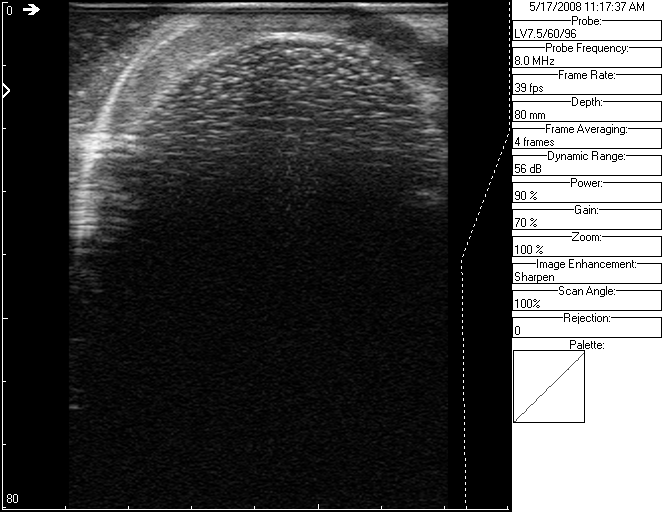 0
80
5/17/2008 11:17:37 AM
Probe:
LV7.5/60/96
Probe Frequency:
8.0 MHz
Frame Rate:
39 fps
Depth:
80 mm
Frame Averaging:
4 frames
Dynamic Range:
56 dB
Power:
90 %
Gain:
70 %
Zoom:
100 %
Image Enhancement:
Sharpen
Scan Angle:
100%
Rejection:
0
Palette: